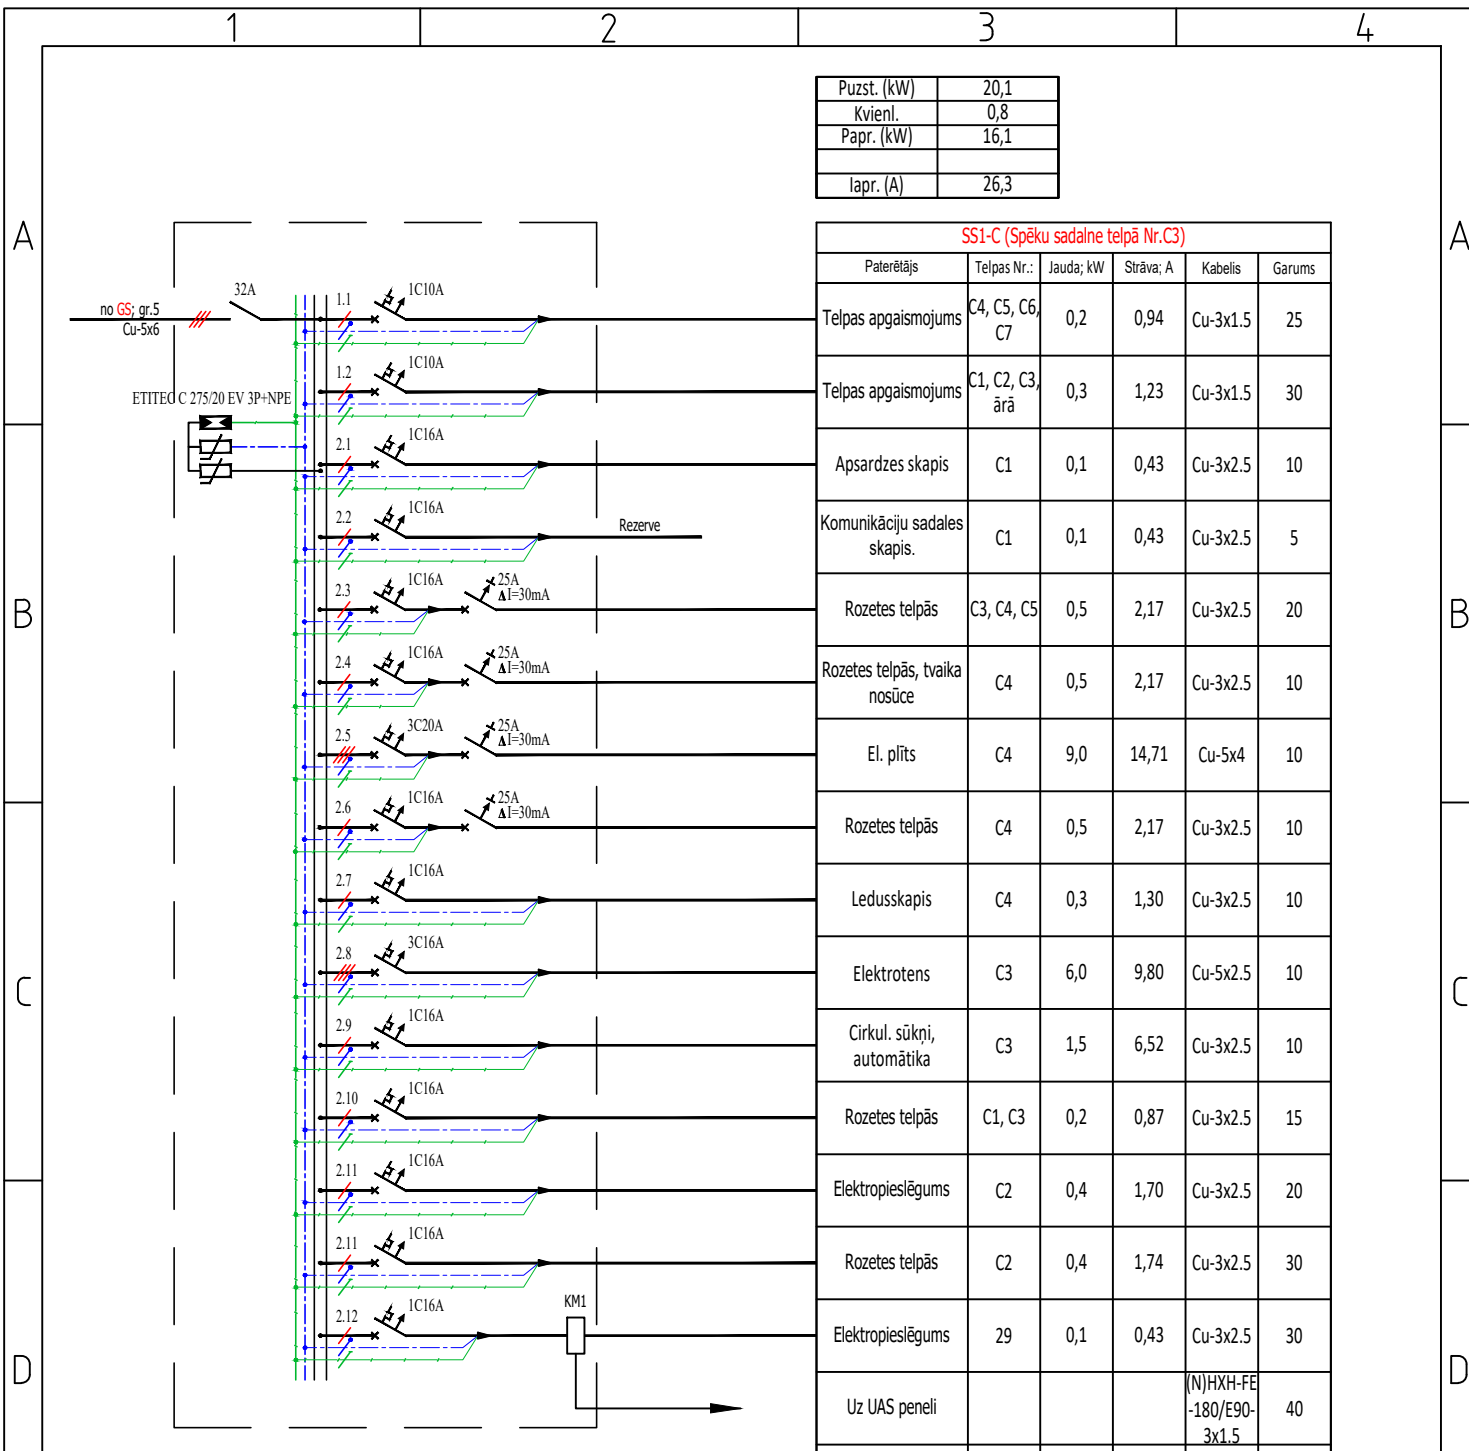 1 2 3 4
Puzst. (kW) 20,1
Kvienl. 0,8
Papr. (kW) 16,1
Iapr. (A) 26,3
A A
SS1-C (Spēku sadalne telpā Nr.C3)
Paterētājs Telpas Nr.: Jauda; kW Strāva; A Kabelis Garums
no GS; gr.5
Cu-5x6
32A
1.1 1C10A
Telpas apgaismojums C4, C5, C6, C7 0,2 0,94 Cu-3x1.5 25
1.2 1C10A
Telpas apgaismojums C1, C2, C3, ārā 0,3 1,23 Cu-3x1.5 30
ETITEC C 275/20 EV 3P+NPE
2.1 1C16A
Apsardzes skapis C1 0,1 0,43 Cu-3x2.5 10
2.2 1C16A Rezerve
Komunikāciju sadales skapis. C1 0,1 0,43 Cu-3x2.5 5
B B
2.3 1C16A 25A
ΔI=30mA
Rozetes telpās C3, C4, C5 0,5 2,17 Cu-3x2.5 20
2.4 1C16A 25A
ΔI=30mA
Rozetes telpās, tvaika nosūce C4 0,5 2,17 Cu-3x2.5 10
2.5 3C20A 25A
ΔI=30mA
El. plīts C4 9,0 14,71 Cu-5x4 10
2.6 1C16A 25A
ΔI=30mA
Rozetes telpās C4 0,5 2,17 Cu-3x2.5 10
2.7 1C16A
Ledusskapis C4 0,3 1,30 Cu-3x2.5 10
C C
2.8 3C16A
Elektrotens C3 6,0 9,80 Cu-5x2.5 10
2.9 1C16A
Cirkul. sūkņi, automātika C3 1,5 6,52 Cu-3x2.5 10
2.10 1C16A
Rozetes telpās C1, C3 0,2 0,87 Cu-3x2.5 15
2.11 1C16A
Elektropieslēgums C2 0,4 1,70 Cu-3x2.5 20
2.11 1C16A
Rozetes telpās C2 0,4 1,74 Cu-3x2.5 30
2.12 1C16A KM1
Elektropieslēgums 29 0,1 0,43 Cu-3x2.5 30
D D
Uz UAS peneli (N)HXH-FE -180/E90- 3x1.5 40